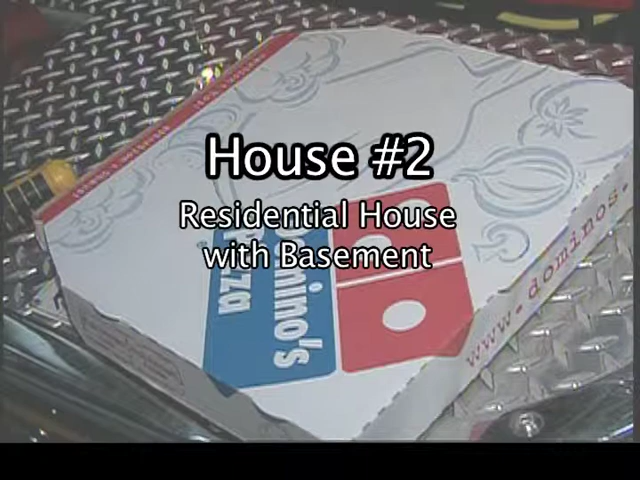 House #2
Residential House
with Basement
Domino's
Pizza
www.dominos.